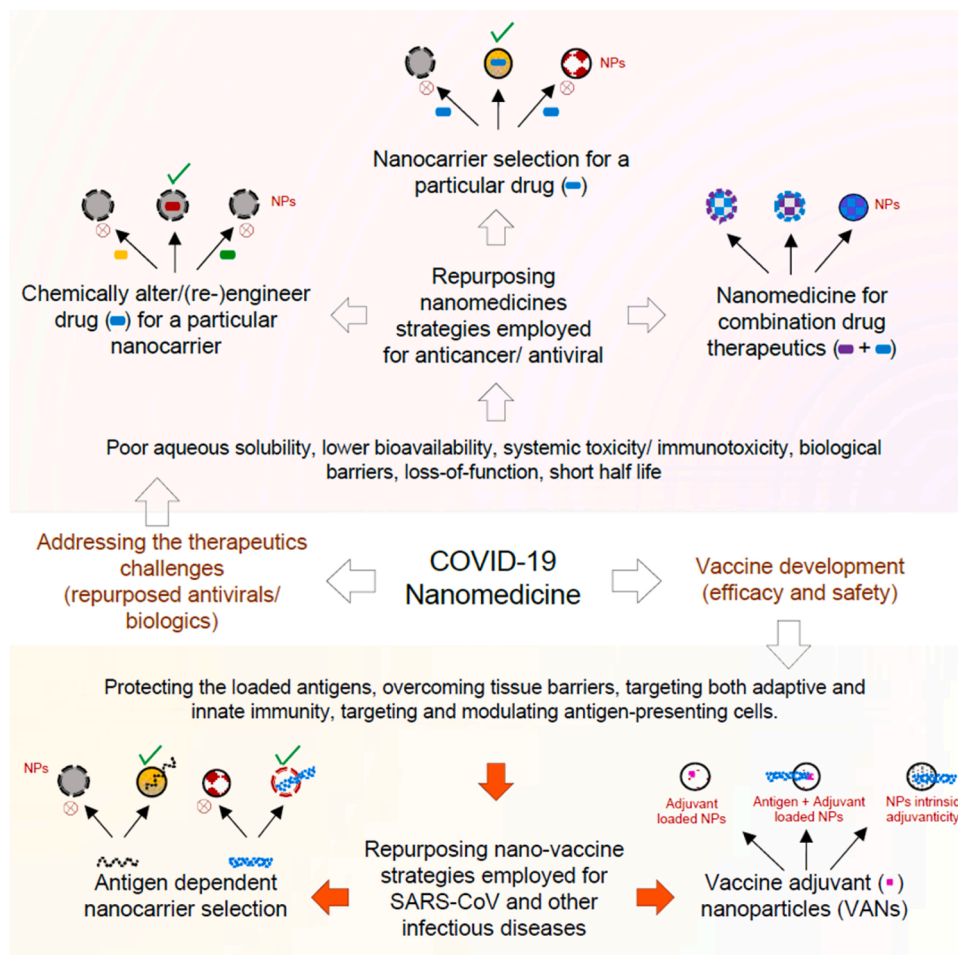 NPs
Nanocarrier selection for a
particular drug ( )
NPs
Chemically alter/(re-)engineer
drug ( ) for a particular
nanocarrier
Repurposing
nanomedicines
strategies employed
for anticancer/ antiviral
NPs
Nanomedicine for
combination drug
therapeutics ( + )
Poor aqueous solubility, lower bioavailability, systemic toxicity/ immunotoxicity, biological
barriers, loss-of-function, short half life
Addressing the therapeutics
challenges
(repurposed antivirals/
biologics)
COVID-19
Nanomedicine
Vaccine development
(efficacy and safety)
Protecting the loaded antigens, overcoming tissue barriers, targeting both adaptive and
innate immunity, targeting and modulating antigen-presenting cells.
NPs
Antigen dependent
nanocarrier selection
Repurposing nano-vaccine
strategies employed for
SARS-CoV and other
infectious diseases
Adjuvant
loaded NPs
Antigen + Adjuvant
loaded NPs
NPs intrinsic
adjuvanticity
Vaccine adjuvant ( )
nanoparticles (VANs)